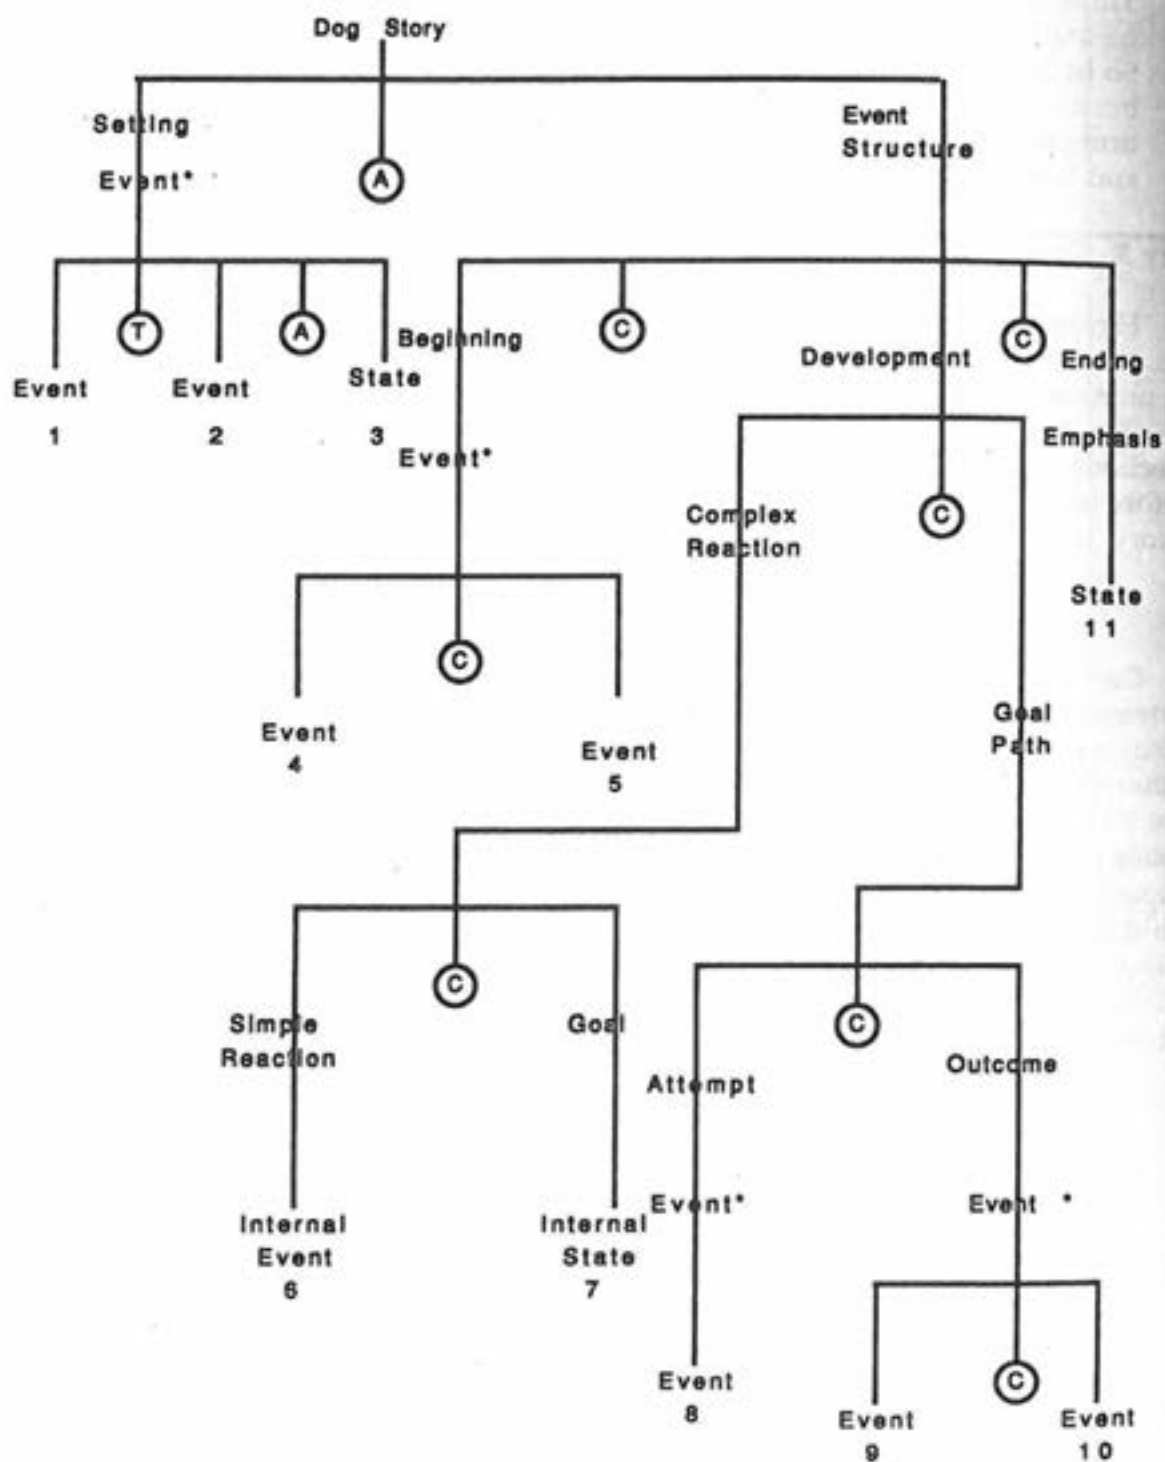 Dog Story
Setting
Event*
A
Event
Structure
T
A
C
C
Event
1
Event
2
State
3
Beginning
Event*
Development
Ending
Emphasis
Complex
Reaction
C
State
11
C
Event
4
Event
5
Goal
Path
C
Simple
Reaction
Goal
C
Attempt
Outcome
Internal
Event
6
Internal
State
7
Event*
Event *
Event
8
C
Event
9
Event
10